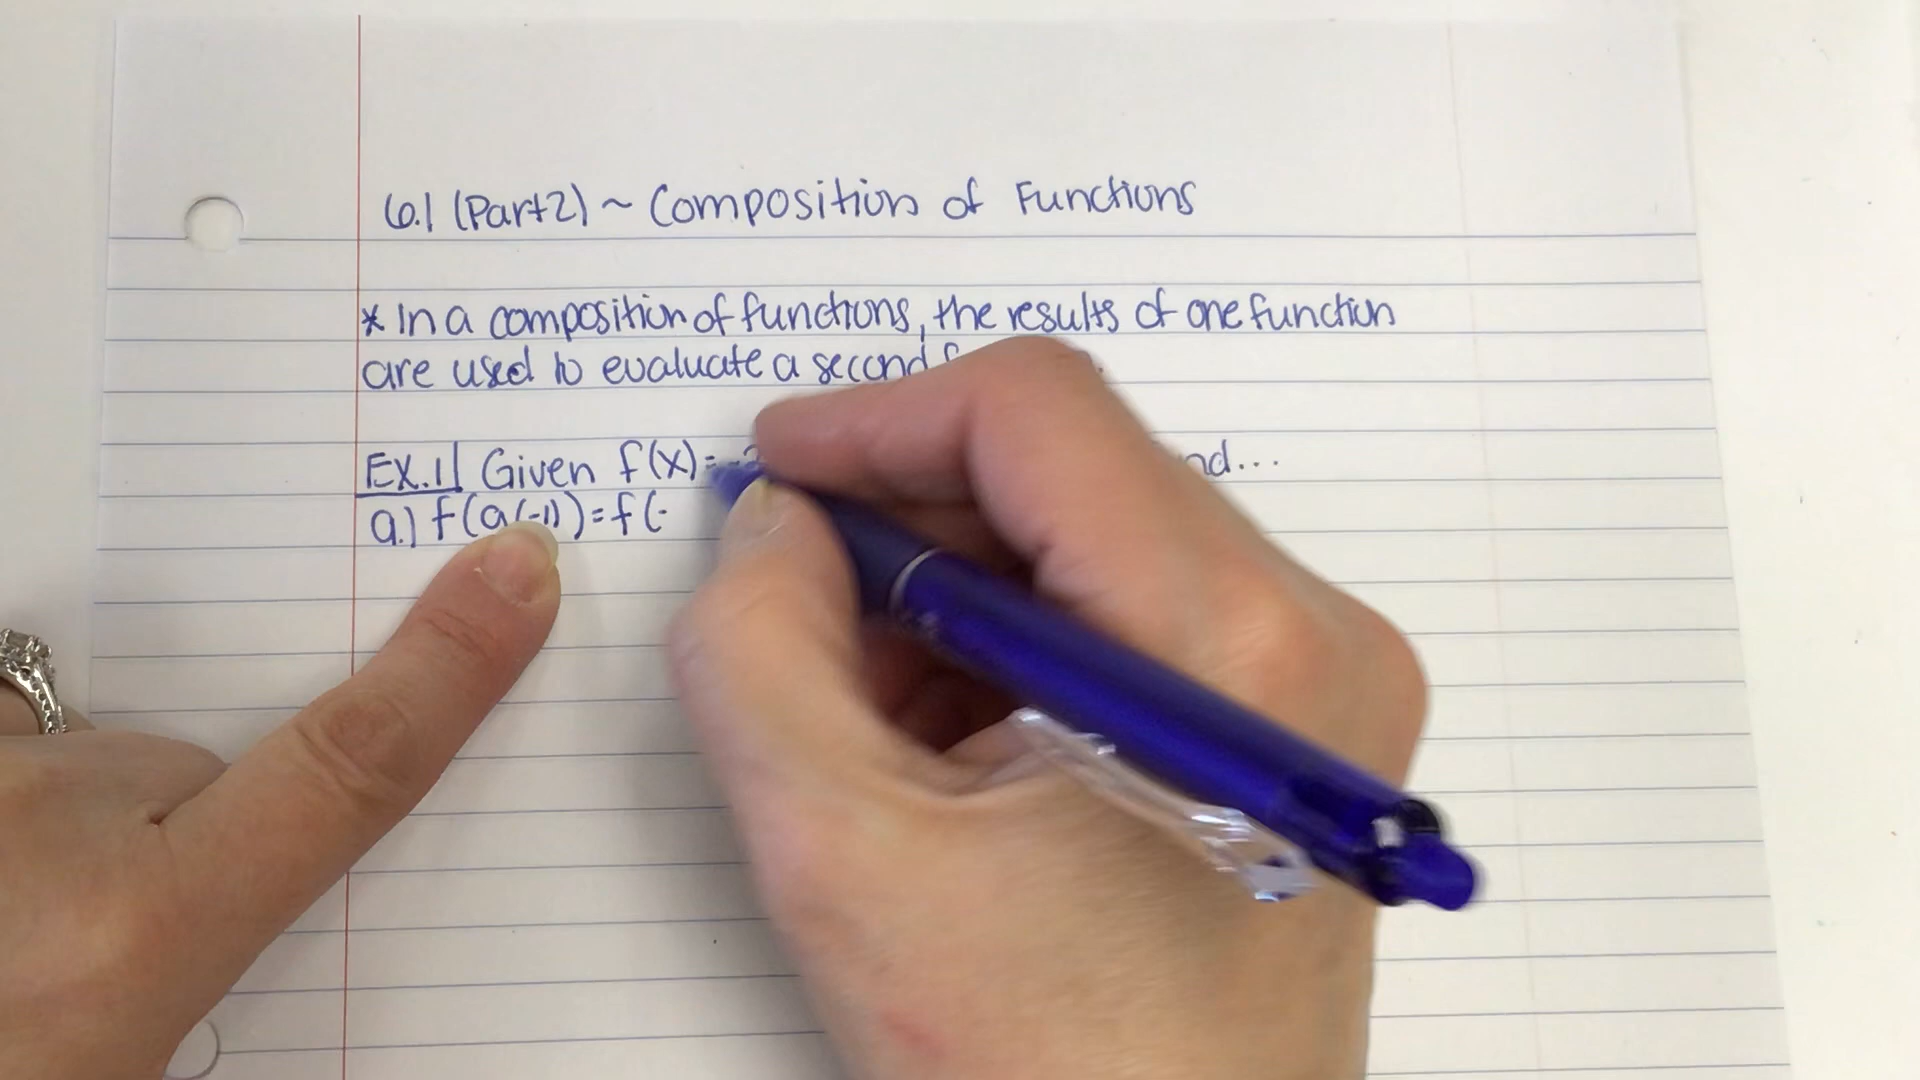 6.1 (Part 2) ~ Composition of Functions
* In a composition of functions, the results of one function
are used to evaluate a second
EX.1 Given f(x)=
a.) f(g(-1))=f(-